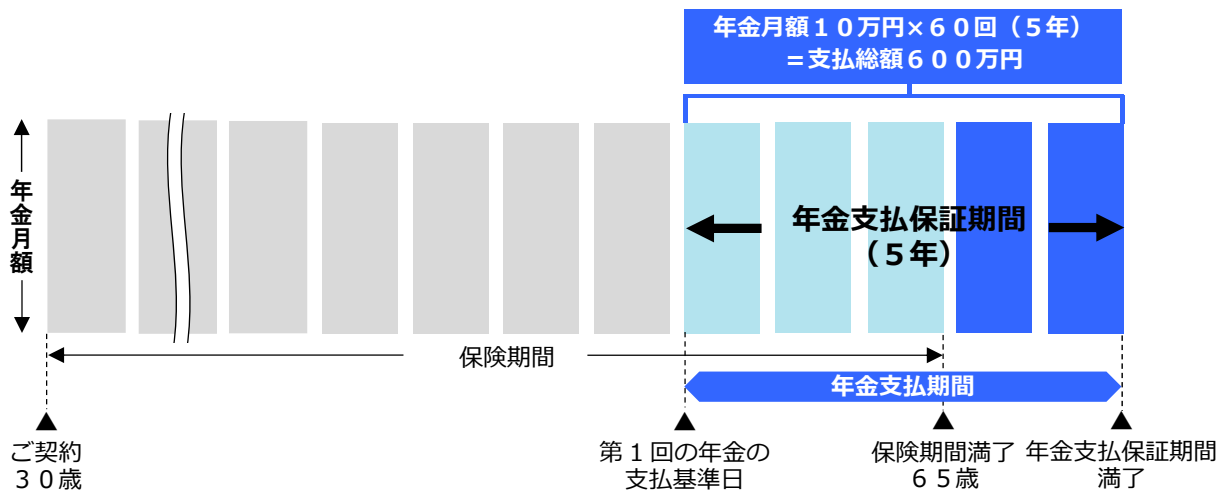 年金月額１０万円×６０回（５年）
＝支払総額６００万円
年金月額
年金支払保証期間
（５年）
保険期間
年金支払期間
ご契約
３０歳
第１回の年金の
支払基準日
保険期間満了
６５歳
年金支払保証期間
満了